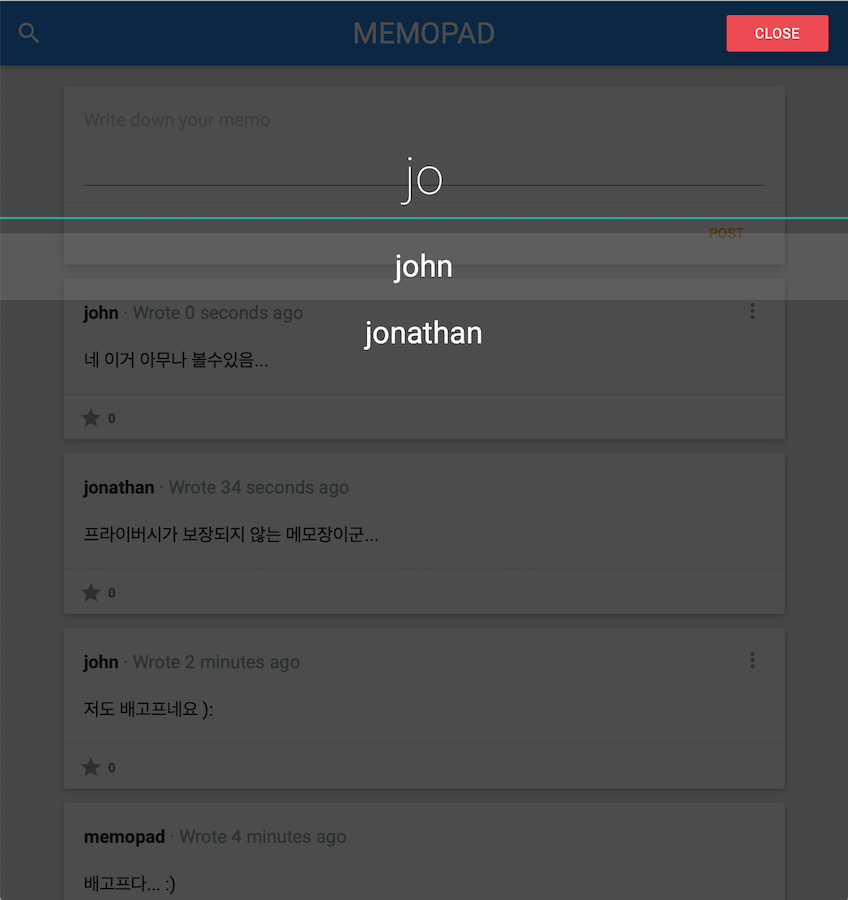 MEMOPAD
CLOSE
Write down your memo
jo
POST
john
jonathan
john · Wrote 0 seconds ago
네 이거 아무나 볼수있음...
0
jonathan · Wrote 34 seconds ago
프라이버시가 보장되지 않는 메모장이군...
0
john · Wrote 2 minutes ago
저도 배고프네요 ):
0
memopad · Wrote 4 minutes ago
배고프다... :)